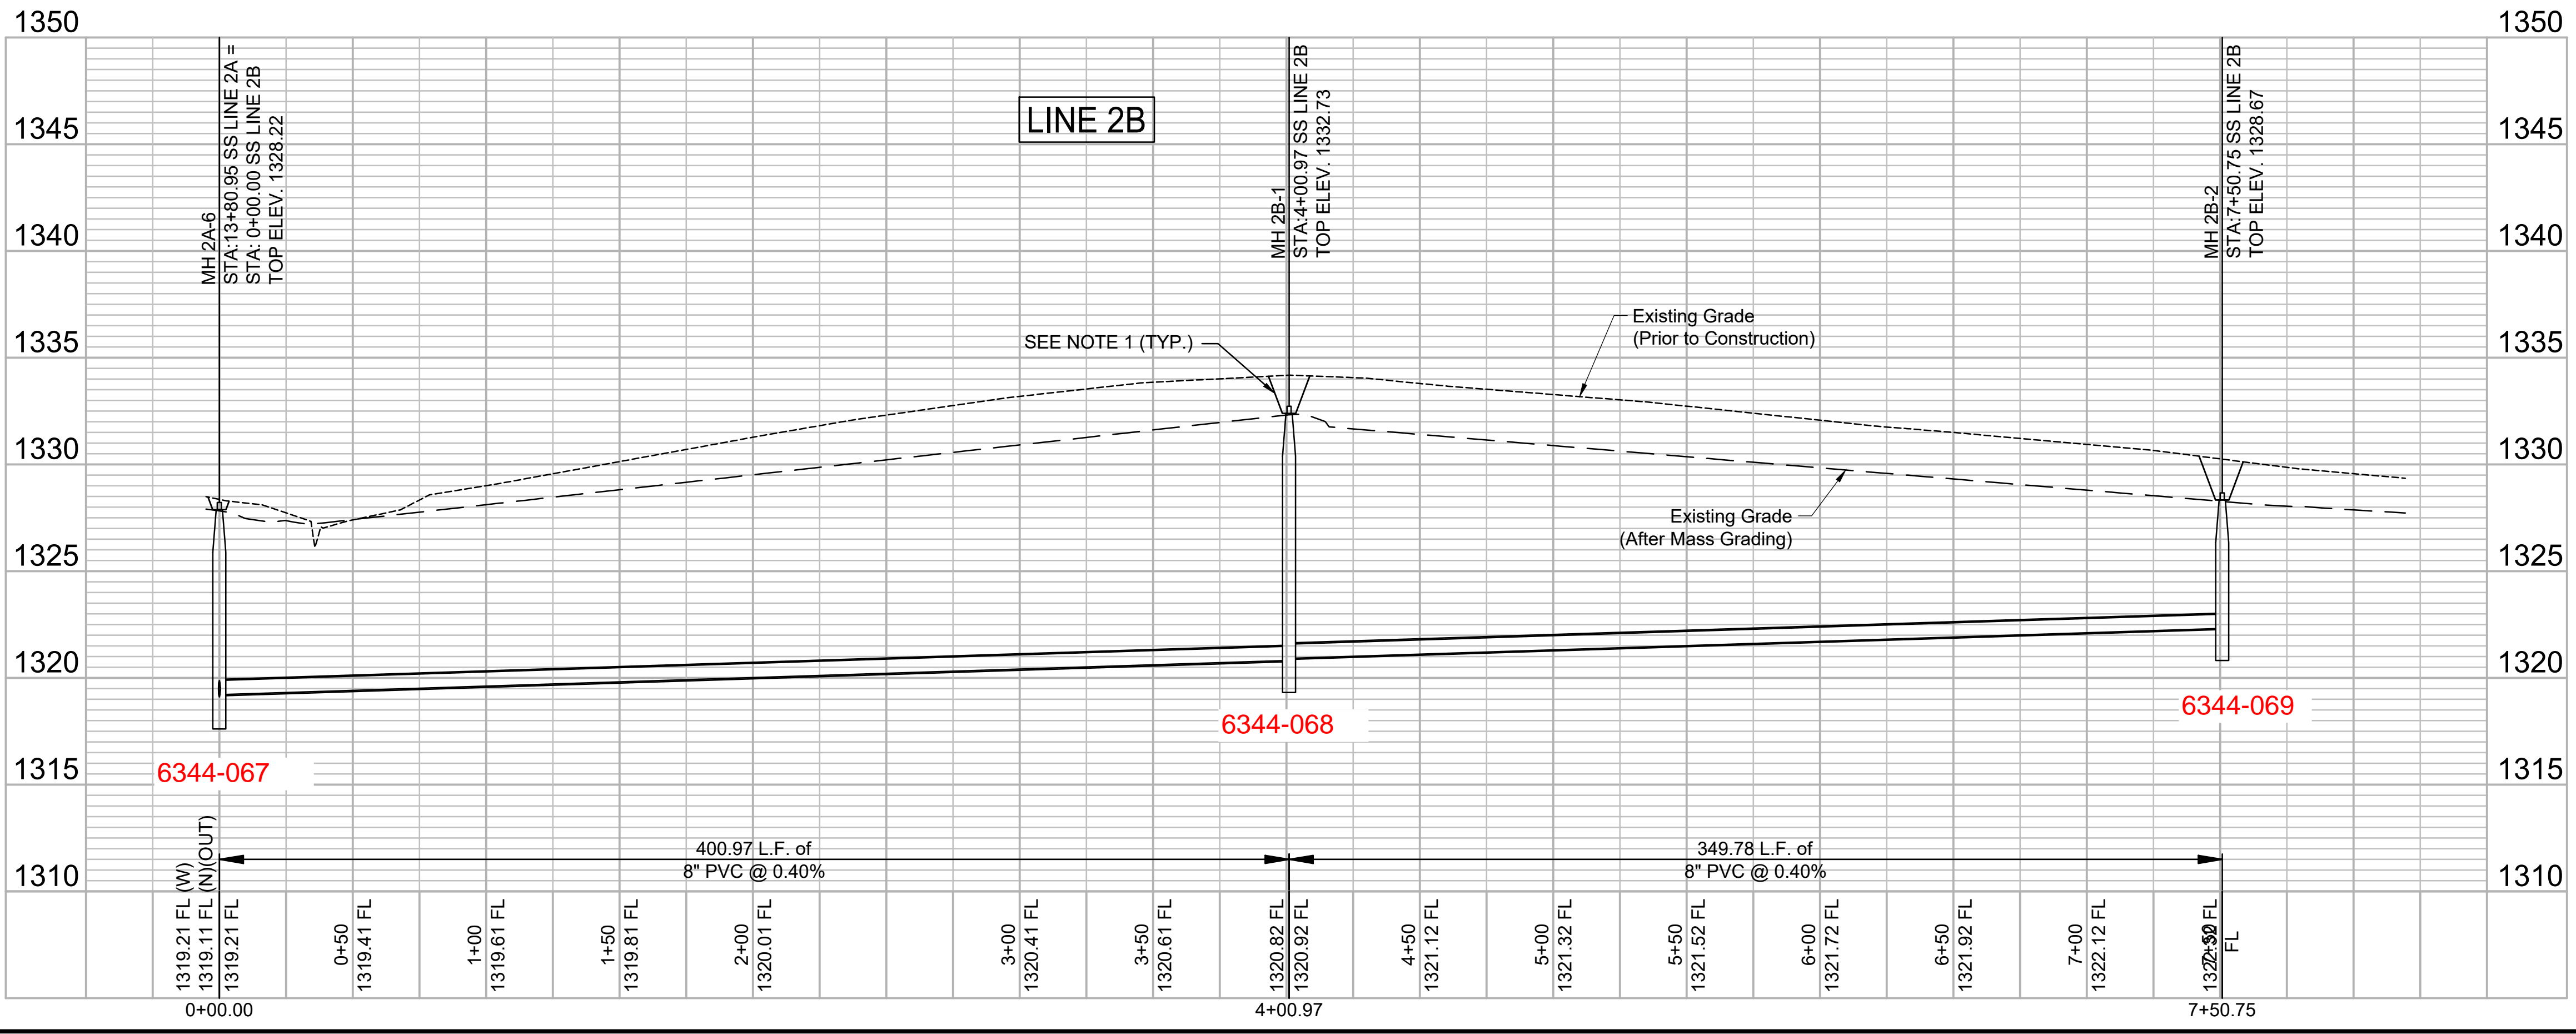 1350
1350
1345
1345
1340
1340
1335
1335
1330
1330
1325
1325
1320
1320
1315
1315
1310
1310
LINE 2B
MH 2A-6
STA:13+80.95 SS LINE 2A =
STA: 0+00.00 SS LINE 2B
TOP ELEV. 1328.22
MH 2B-1
STA:4+00.97 SS LINE 2B
TOP ELEV. 1332.73
MH 2B-2
STA:7+50.75 SS LINE 2B
TOP ELEV. 1328.67
SEE NOTE 1 (TYP.)
Existing Grade
(Prior to Construction)
Existing Grade
(After Mass Grading)
6344-067
6344-068
6344-069
400.97 L.F. of
8" PVC @ 0.40%
349.78 L.F. of
8" PVC @ 0.40%
1319.21 FL (W)
1319.11 FL (N)(OUT)
1319.21 FL
0+50
1319.41 FL
1+00
1319.61 FL
1+50
1319.81 FL
2+00
1320.01 FL
3+00
1320.41 FL
3+50
1320.61 FL
1320.82 FL
1320.92 FL
4+50
1321.12 FL
5+00
1321.32 FL
5+50
1321.52 FL
6+00
1321.72 FL
6+50
1321.92 FL
7+00
1322.12 FL
FL
FL
0+00.00
4+00.97
7+50.75